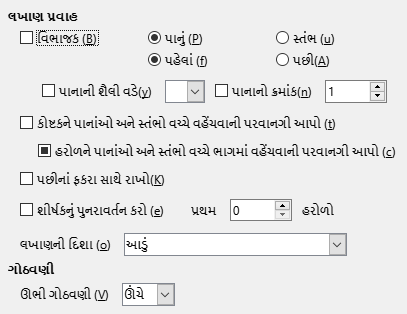 લખાણ પ્રવાહ
વિભાજક (B) પાનું (P) સ્તંભ (u)
પહેલાં (f) પછી(A)
પાનાની શૈલી વડે(y) પાનાનો ક્રમાંક(n) 1
કોષ્ટકને પાનાંઓ અને સ્તંભો વચ્ચે વહેંચવાની પરવાનગી આપો (t)
હરોળને પાનાંઓ અને સ્તંભો વચ્ચે ભાગમાં વહેંચવાની પરવાનગી આપો (c)
પછીનાં ફકરા સાથે રાખો(K)
શીર્ષકનું પુનરાવર્તન કરો (e) પ્રથમ 0 હરોળો
લખાણની દિશા (o) આડું
ગોઠવણી
ઊભી ગોઠવણી (V) ઊંચે